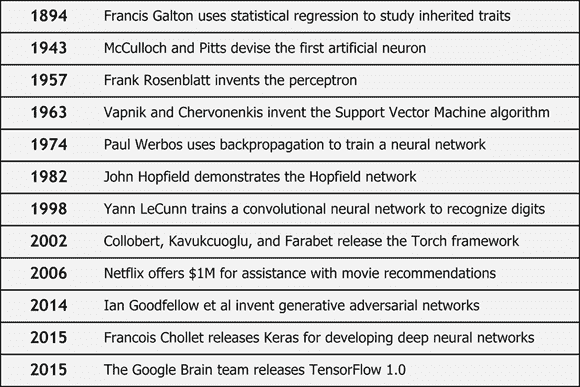 1894 Francis Galton uses statistical regression to study inherited traits
1943 McCulloch and Pitts devise the first artificial neuron
1957 Frank Rosenblatt invents the perceptron
1963 Vapnik and Chervonenkis invent the Support Vector Machine algorithm
1974 Paul Werbos uses backpropagation to train a neural network
1982 John Hopfield demonstrates the Hopfield network
1998 Yann LeCunn trains a convolutional neural network to recognize digits
2002 Collobert, Kavukcuoglu, and Farabet release the Torch framework
2006 Netflix offers $1M for assistance with movie recommendations
2014 Ian Goodfellow et al invent generative adversarial networks
2015 Francois Chollet releases Keras for developing deep neural networks
2015 The Google Brain team releases TensorFlow 1.0